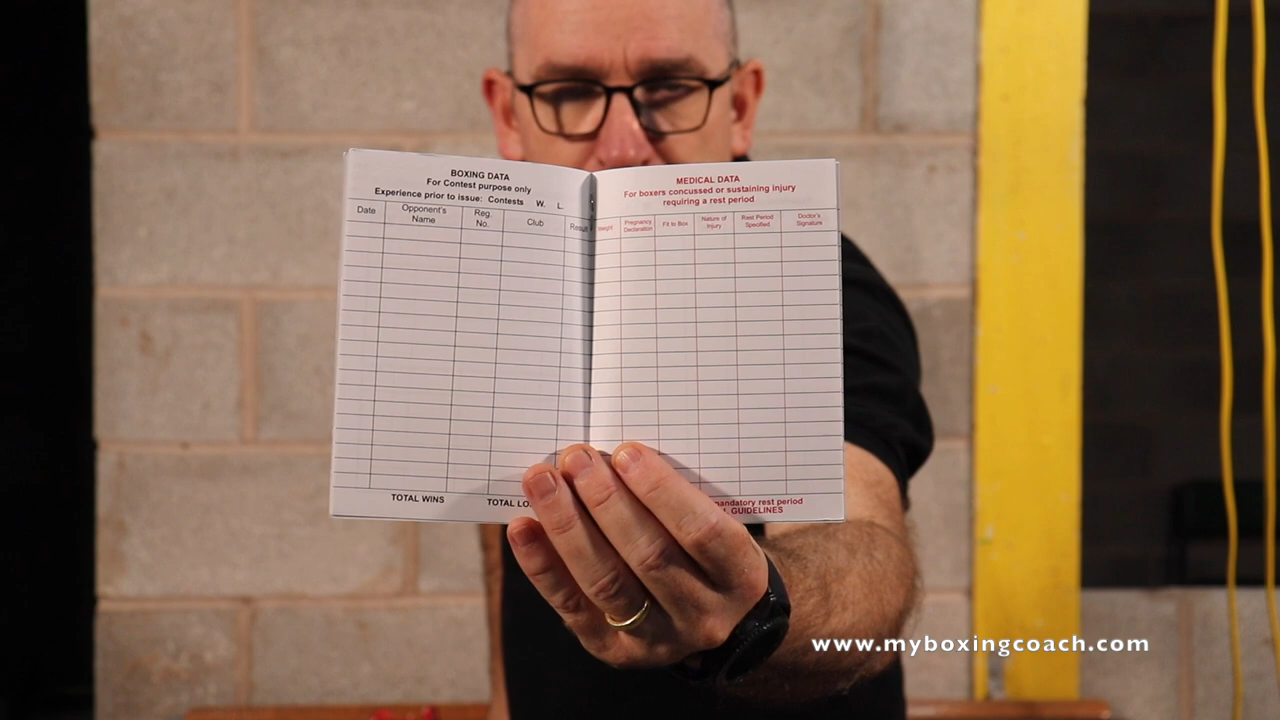 BOXING DATA
For Contest purpose only
Experience prior to issue: Contests W. L.
Date Opponent's Name Reg. No. Club Result
TOTAL WINS TOTAL
MEDICAL DATA
For boxers concussed or sustaining injury
requiring a rest period
Weight Pregnancy Declaration Fit to Box Nature of Injury Rest Period Specified Doctor's Signature
mandatory rest period
GUIDELINES
www.myboxingcoach.com